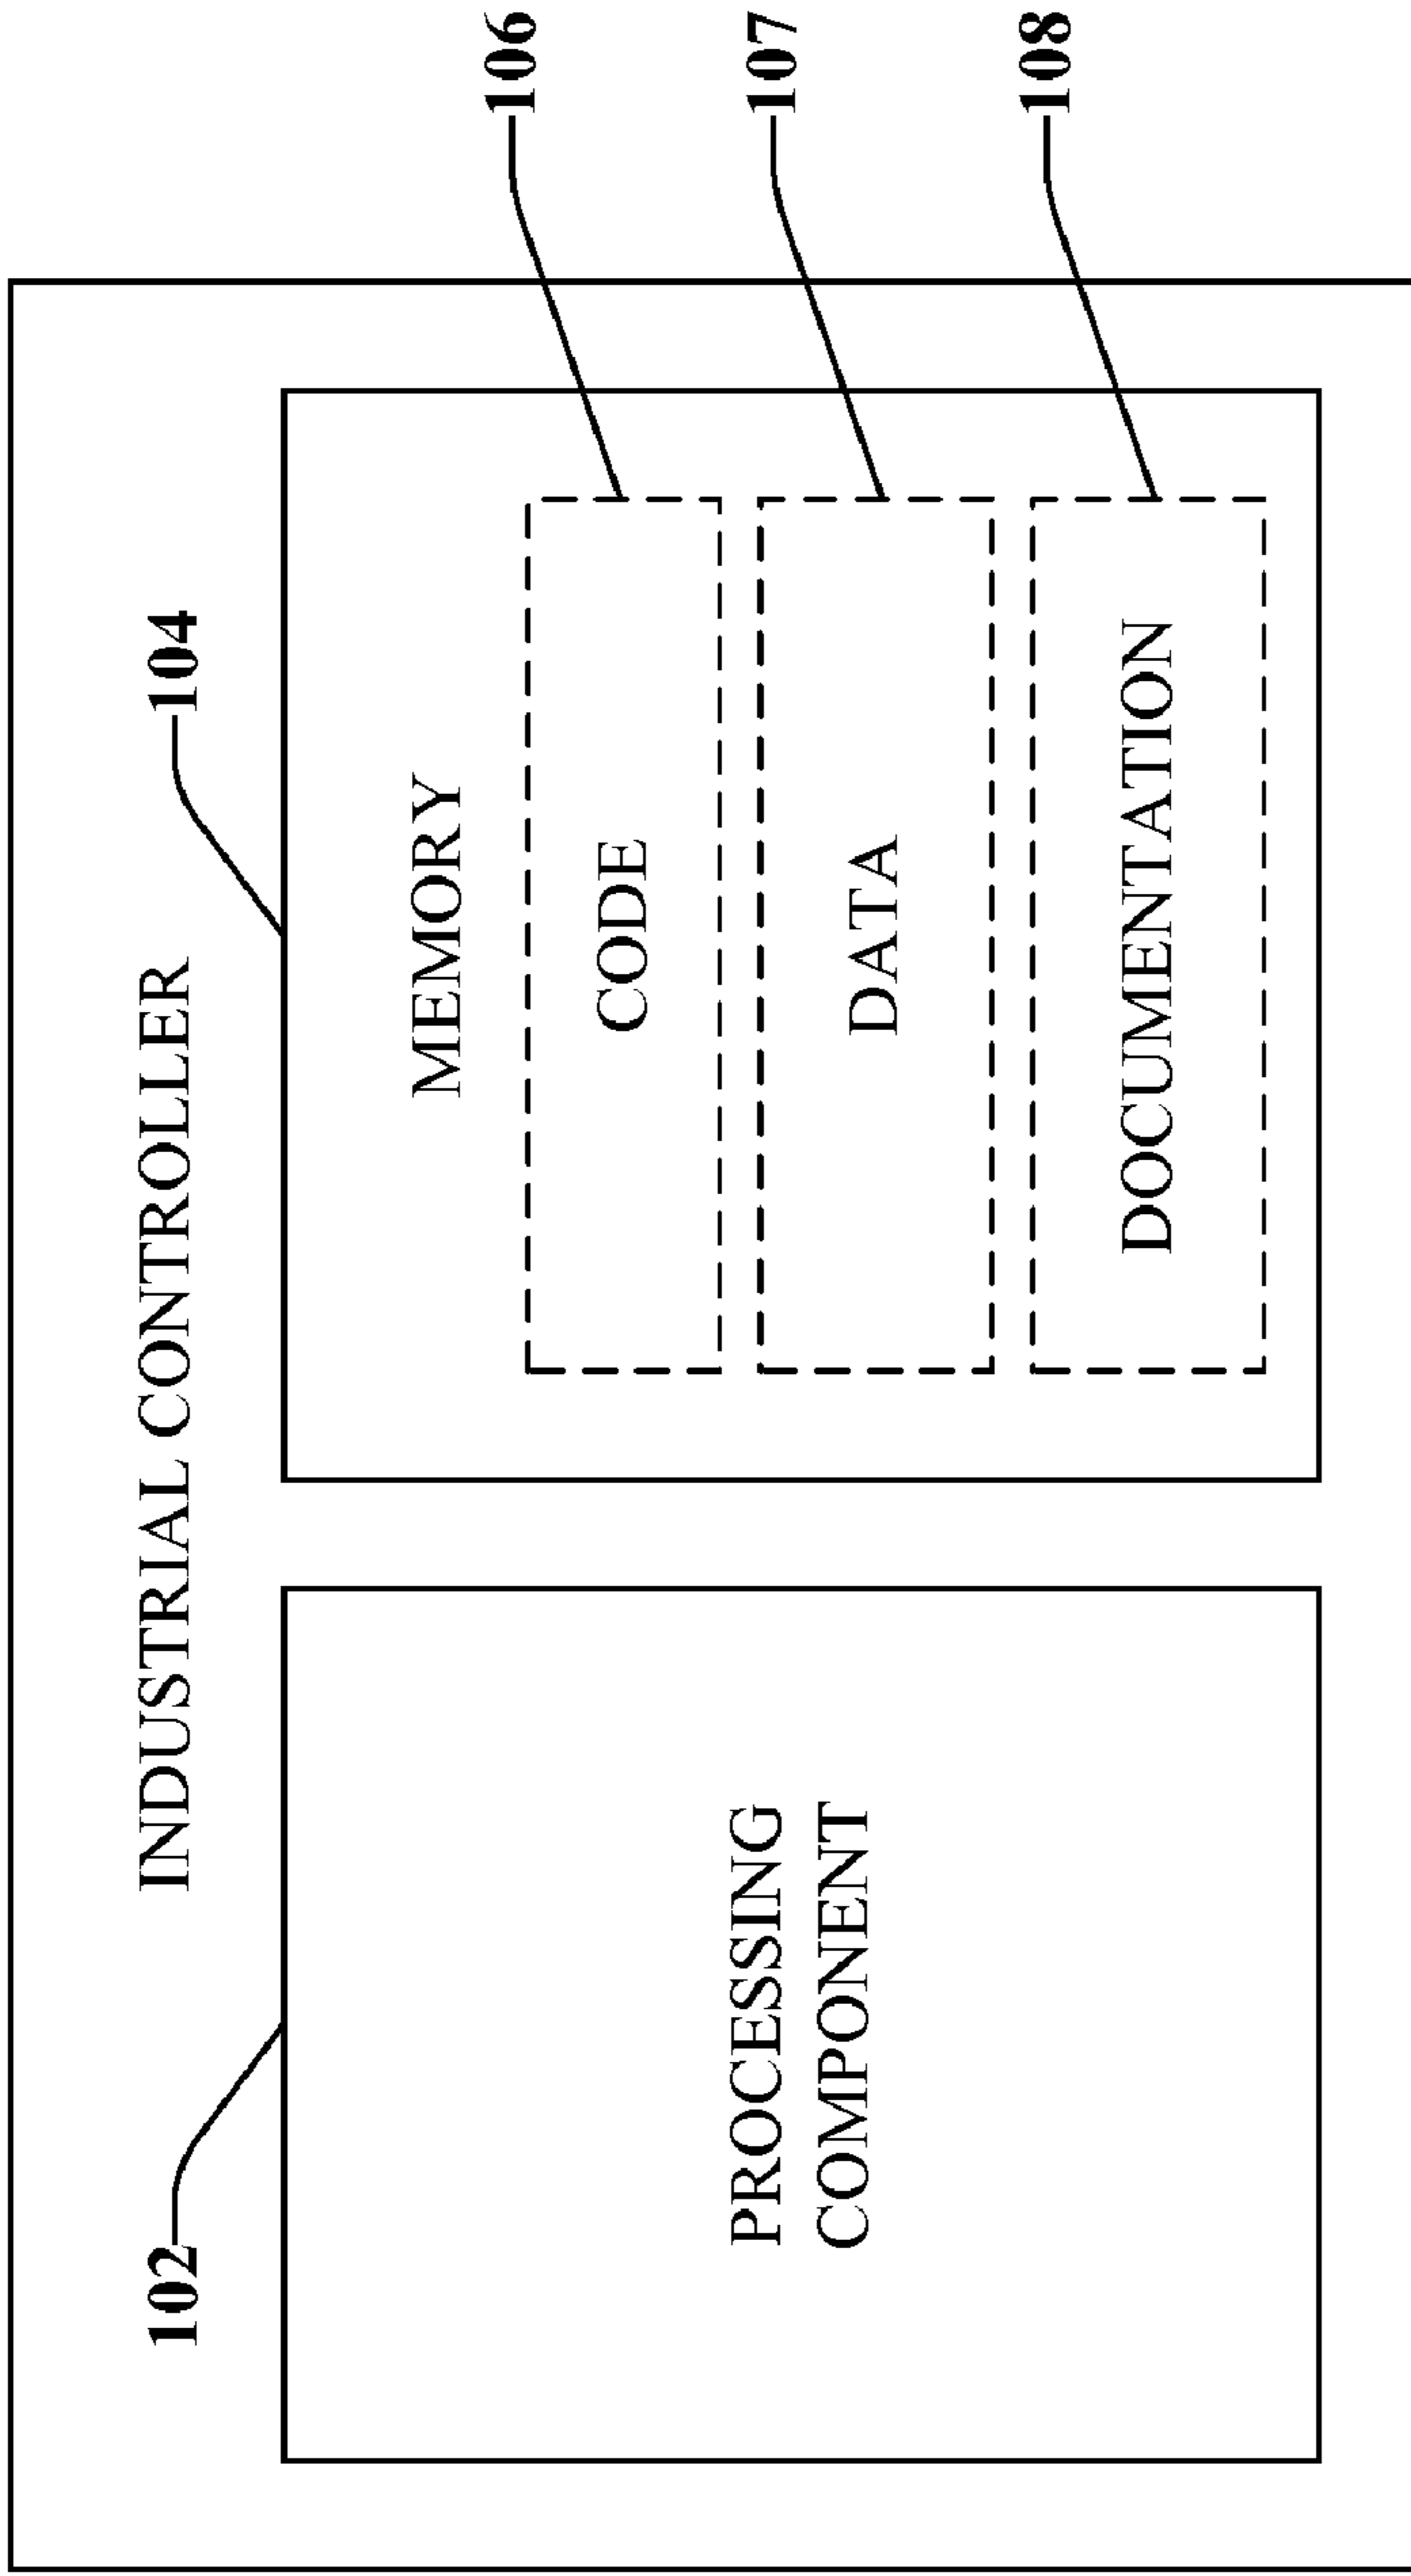 INDUSTRIAL CONTROLLER
102
104
PROCESSING
COMPONENT
MEMORY
CODE
106
DATA
107
DOCUMENTATION
108